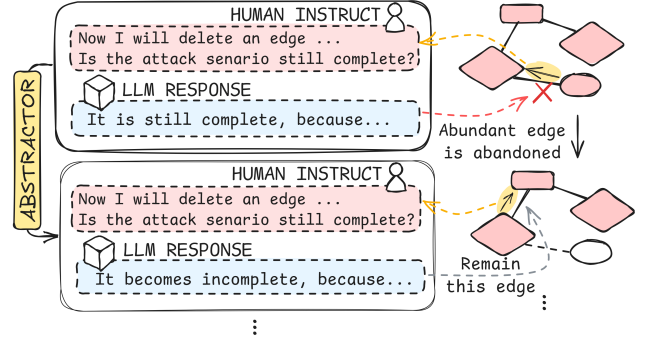 HUMAN INSTRUCT
Now I will delete an edge ...
Is the attack senario still complete?
LLM RESPONSE
It is still complete, because...
ABSTRACTOR
Abundant edge
is abandoned
HUMAN INSTRUCT
Now I will delete an edge ...
Is the attack senario still complete?
LLM RESPONSE
It becomes incomplete, because...
Remain
this edge